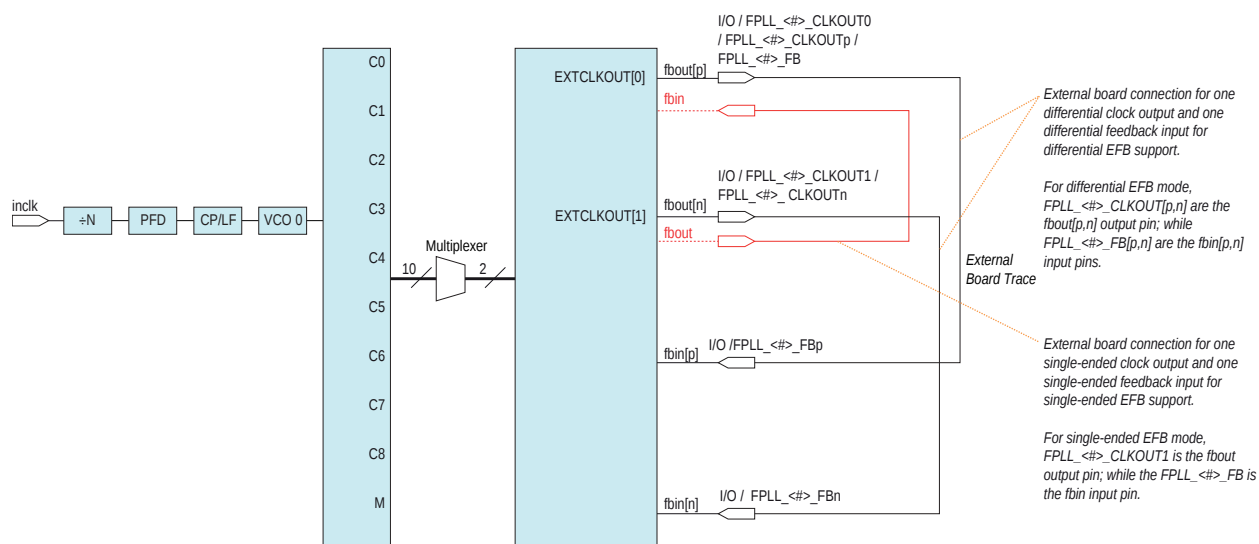 I/O / FPLL_<#>_CLKOUT0
/ FPLL_<#>_CLKOUTp /
FPLL_<#>_FB
C0
EXTCLKOUT[0]
fbout[p]
fbin
C1
External board connection for one
differential clock output and one
differential feedback input for
differential EFB support.
C2
I/O / FPLL_<#>_CLKOUT1 /
FPLL_<#>_ CLKOUTn
For differential EFB mode,
FPLL_<#>_CLKOUT[p,n] are the
fbout[p,n] output pin; while
FPLL_<#>_FB[p,n] are the fbin[p,n]
input pins.
inclk
÷N
PFD
CP/LF
VCO 0
C3
EXTCLKOUT[1]
fbout[n]
fbout
Multiplexer
C4
10
2
External
Board Trace
C5
I/O /FPLL_<#>_FBp
fbin[p]
C6
External board connection for one
single-ended clock output and one
single-ended feedback input for
single-ended EFB support.
C7
For single-ended EFB mode,
FPLL_<#>_CLKOUT1 is the fbout
output pin; while the FPLL_<#>_FB is
the fbin input pin.
C8
M
fbin[n]
I/O /  FPLL_<#>_FBn